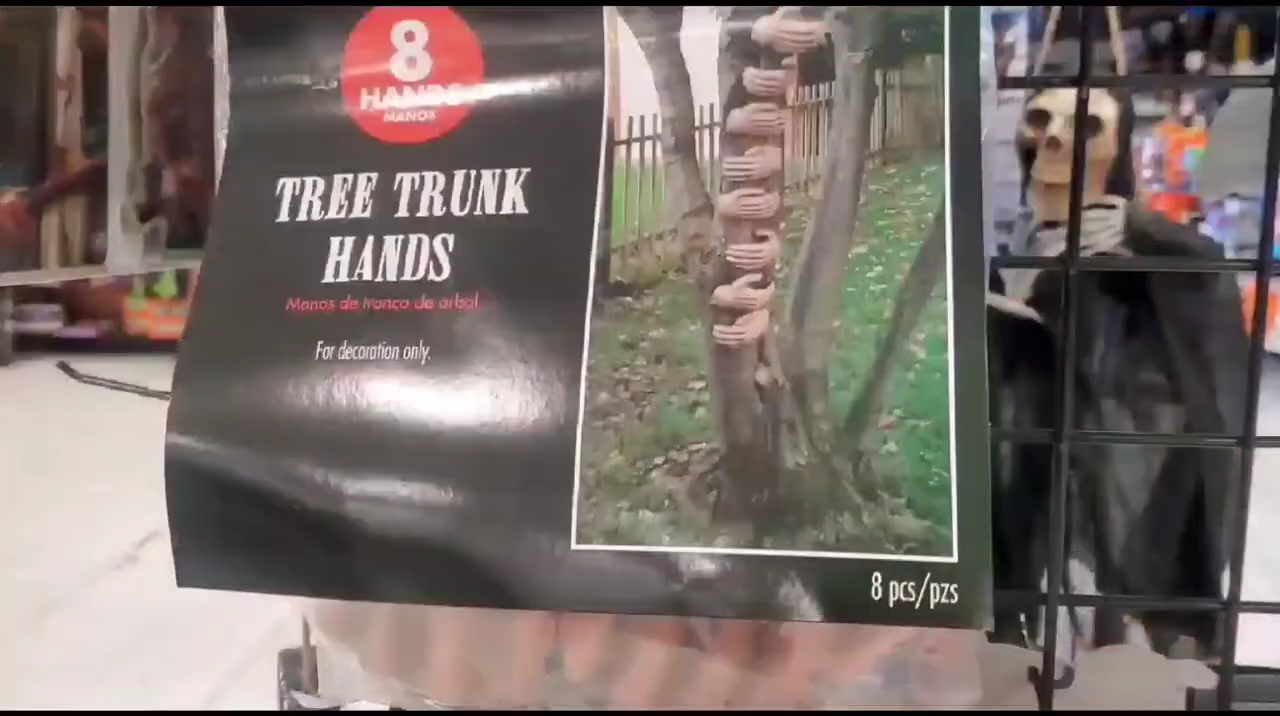 8
HANDS
MANOS
TREE TRUNK
HANDS
Manos de tronco de árbol
For decoration only.
8 pcs/pzs